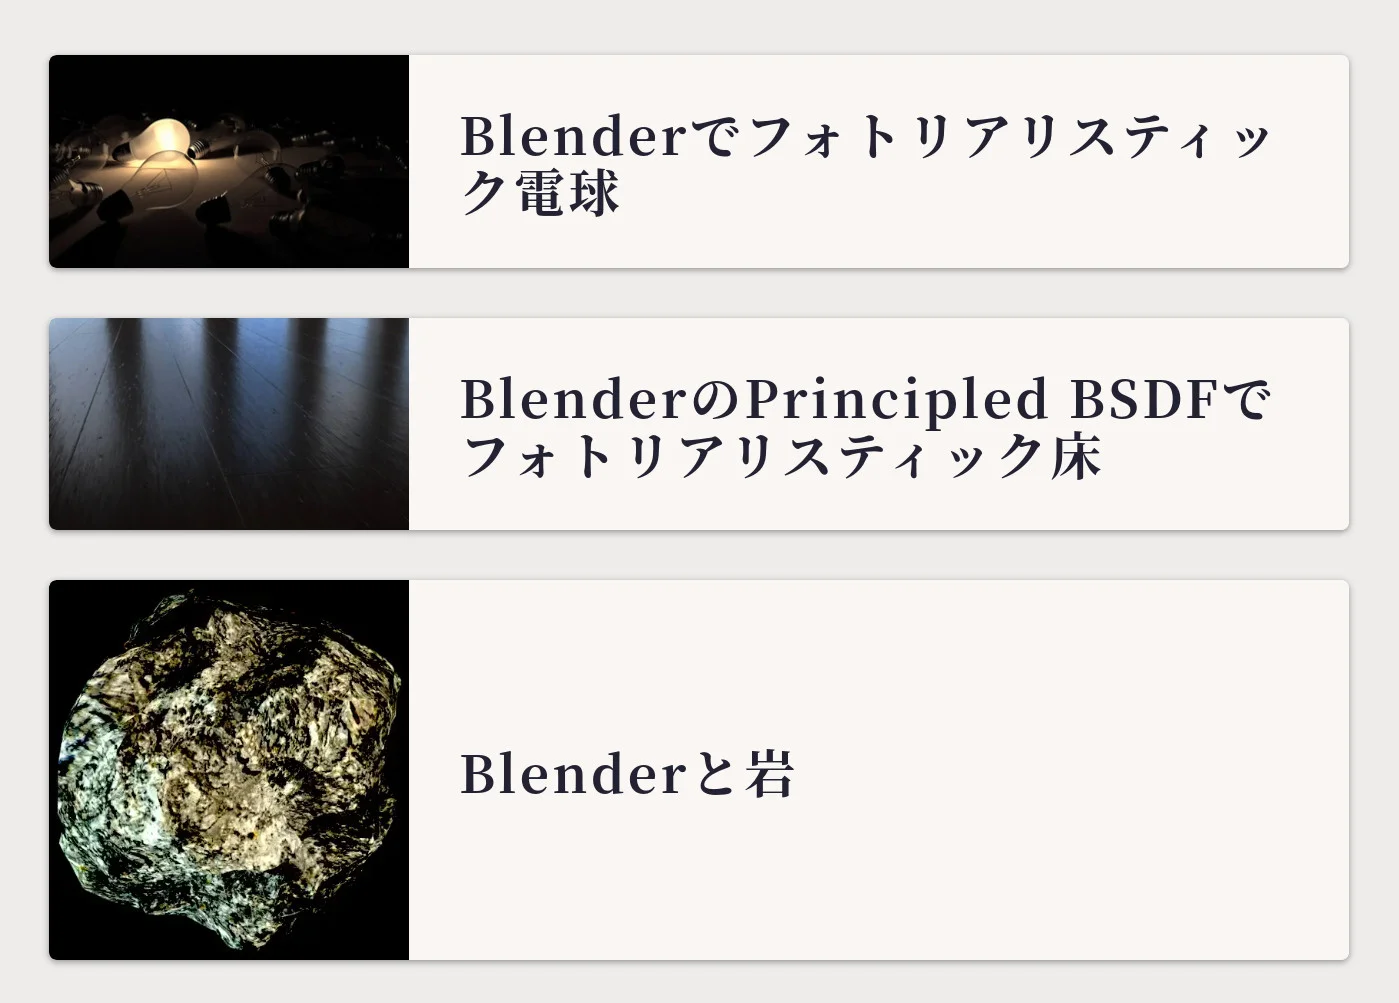 Blenderでフォトリアリスティッ
ク電球
BlenderのPrincipled BSDFで
フォトリアリスティック床
Blenderと岩